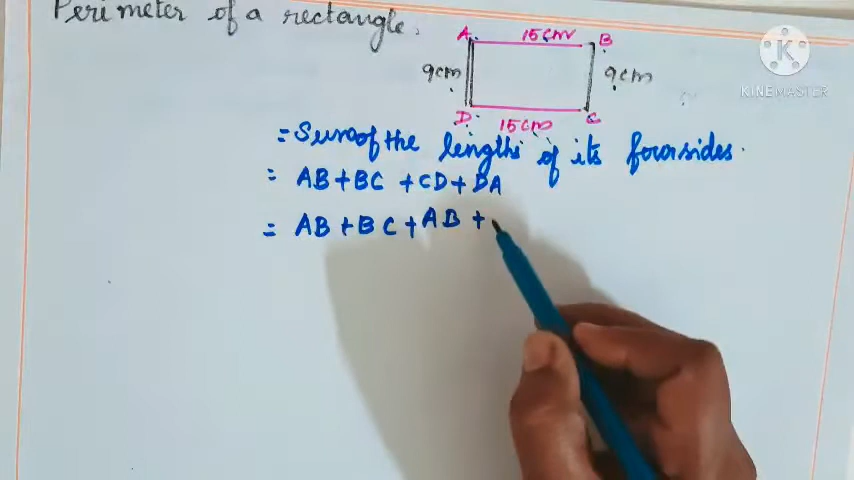 Perimeter of a rectangle.
A 15cm B
9cm 9cm
D 15cm C
= Sum of the lengths of its four sides.
= AB+BC+CD+DA
= AB+BC+AB+
K
KINEMASTER